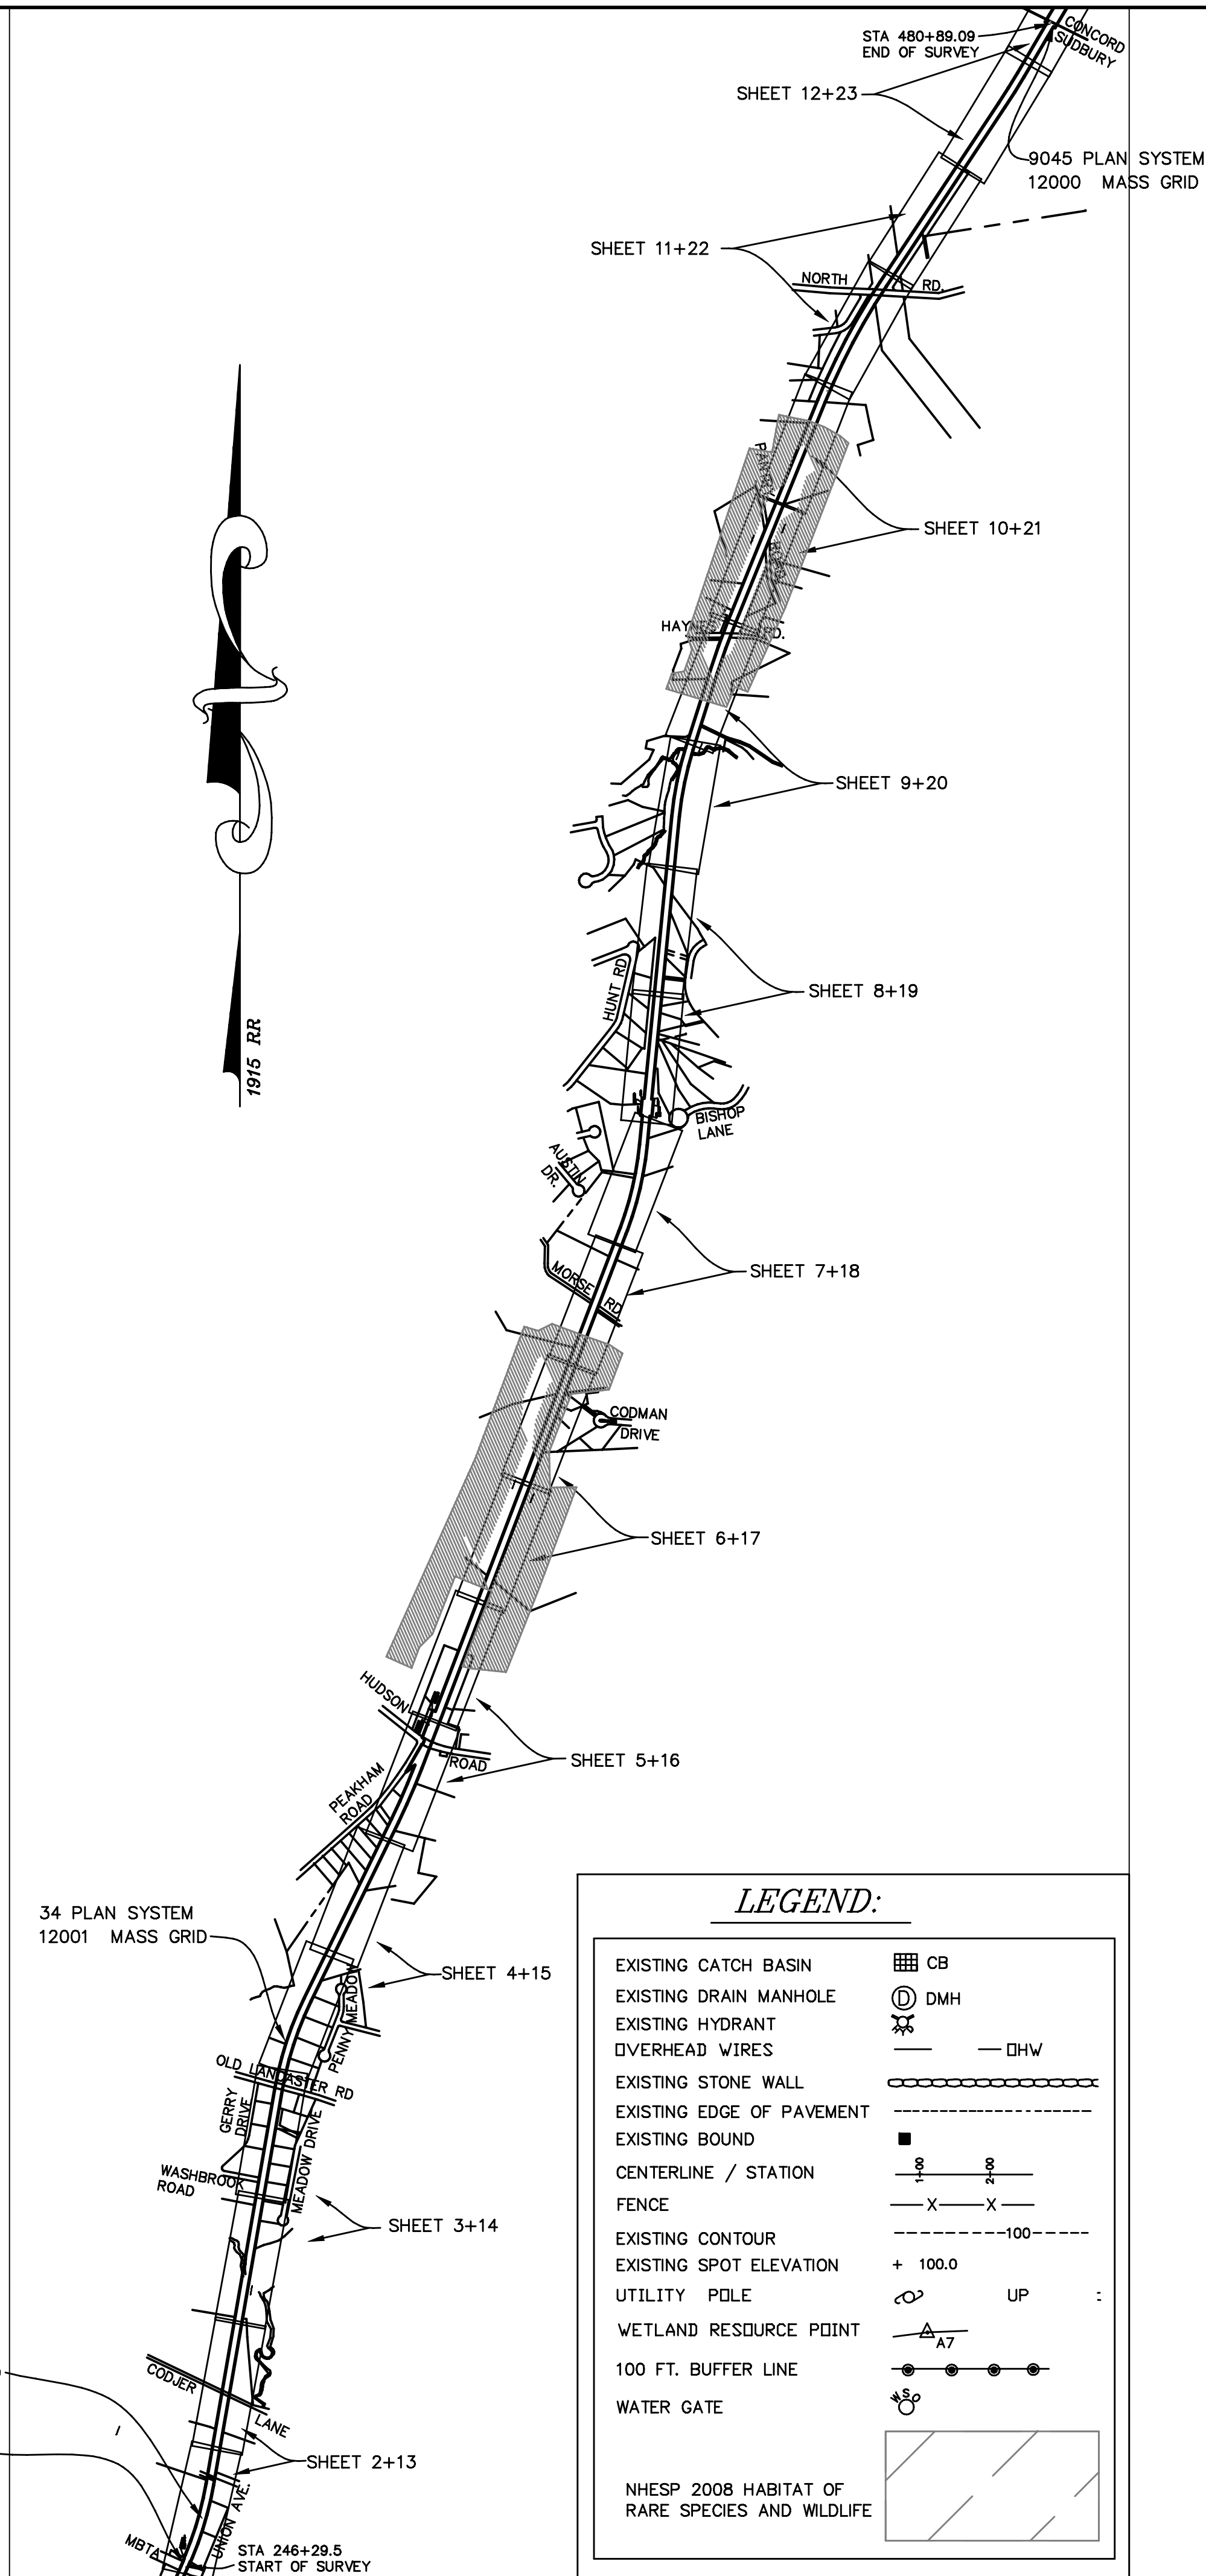 STA 480+89.09
END OF SURVEY
CONCORD
SUDBURY
SHEET 12+23
9045 PLAN SYSTEM
12000 MASS GRID
SHEET 11+22
NORTH RD.
SHEET 10+21
RD.
SHEET 9+20
HUNT RD
SHEET 8+19
BISHOP
LANE
AUSTIN
DR.
1915 RR
SHEET 7+18
MORSE RD
CODMAN
DRIVE
SHEET 6+17
HUDSON
ROAD
SHEET 5+16
PEAKHAM
ROAD
34 PLAN SYSTEM
12001 MASS GRID
SHEET 4+15
PENNY MEADOW
OLD LANCASTER RD
GERRY
DRIVE
MEADOW DRIVE
WASHBROOK
ROAD
SHEET 3+14
CODJER
LANE
SHEET 2+13
UNION AVE.
MBTA
STA 246+29.5
START OF SURVEY
LEGEND:
EXISTING CATCH BASIN CB
EXISTING DRAIN MANHOLE D DMH
EXISTING HYDRANT
OVERHEAD WIRES OHW
EXISTING STONE WALL
EXISTING EDGE OF PAVEMENT
EXISTING BOUND
CENTERLINE / STATION 1+00 2+00
FENCE X X
EXISTING CONTOUR 100
EXISTING SPOT ELEVATION + 100.0
UTILITY POLE UP
WETLAND RESOURCE POINT A7
100 FT. BUFFER LINE
WATER GATE WSO
NHESP 2008 HABITAT OF
RARE SPECIES AND WILDLIFE